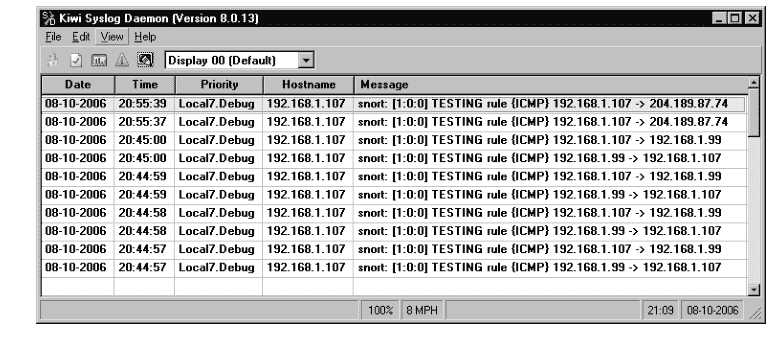 Kiwi Syslog Daemon (Version 8.0.13)
File Edit View Help
Display 00 (Default)
Date Time Priority Hostname Message
08-10-2006 20:55:39 Local7.Debug 192.168.1.107 snort: [1:0:0] TESTING rule {ICMP} 192.168.1.107 -> 204.189.87.74
08-10-2006 20:55:37 Local7.Debug 192.168.1.107 snort: [1:0:0] TESTING rule {ICMP} 192.168.1.107 -> 204.189.87.74
08-10-2006 20:45:00 Local7.Debug 192.168.1.107 snort: [1:0:0] TESTING rule {ICMP} 192.168.1.107 -> 192.168.1.99
08-10-2006 20:45:00 Local7.Debug 192.168.1.107 snort: [1:0:0] TESTING rule {ICMP} 192.168.1.99 -> 192.168.1.107
08-10-2006 20:44:59 Local7.Debug 192.168.1.107 snort: [1:0:0] TESTING rule {ICMP} 192.168.1.107 -> 192.168.1.99
08-10-2006 20:44:59 Local7.Debug 192.168.1.107 snort: [1:0:0] TESTING rule {ICMP} 192.168.1.99 -> 192.168.1.107
08-10-2006 20:44:58 Local7.Debug 192.168.1.107 snort: [1:0:0] TESTING rule {ICMP} 192.168.1.107 -> 192.168.1.99
08-10-2006 20:44:58 Local7.Debug 192.168.1.107 snort: [1:0:0] TESTING rule {ICMP} 192.168.1.99 -> 192.168.1.107
08-10-2006 20:44:57 Local7.Debug 192.168.1.107 snort: [1:0:0] TESTING rule {ICMP} 192.168.1.107 -> 192.168.1.99
08-10-2006 20:44:57 Local7.Debug 192.168.1.107 snort: [1:0:0] TESTING rule {ICMP} 192.168.1.99 -> 192.168.1.107
100% 8 MPH 21:09 08-10-2006